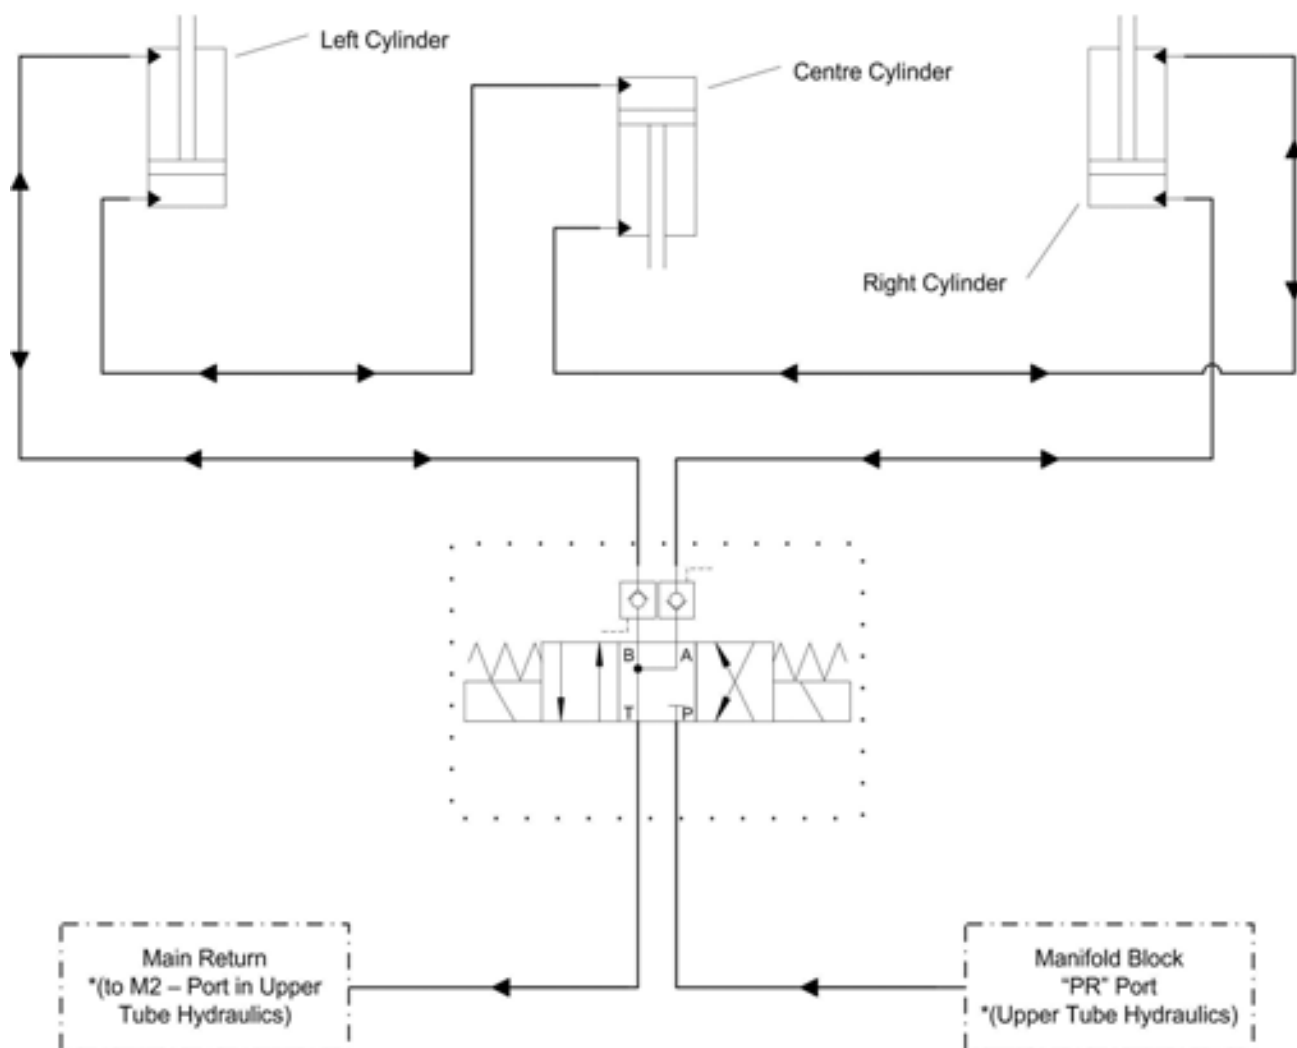 Left Cylinder
Centre Cylinder
Right Cylinder
B A
T P
Main Return
*(to M2 – Port in Upper
Tube Hydraulics)
Manifold Block
“PR” Port
*(Upper Tube Hydraulics)